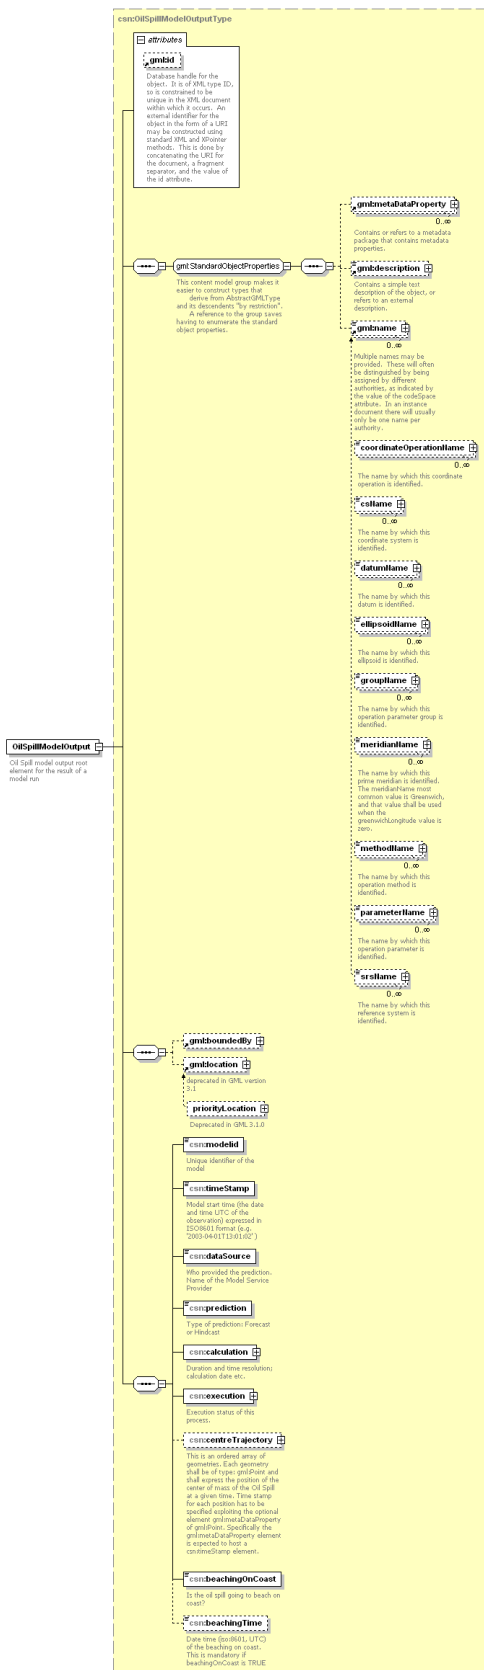 csn:OilSpillModelOutputType
attributes
gml:id
Database handle for the
object.  It is of XML type ID,
so is constrained to be
unique in the XML document
within which it occurs.  An
external identifier for the
object in the form of a URI
may be constructed using
standard XML and XPointer
methods.  This is done by
concatenating the URI for
the document, a fragment
separator, and the value of
the id attribute.
gml:StandardObjectProperties
This content model group makes it
easier to construct types that
derive from AbstractGMLType
and its descendents "by restriction".
A reference to the group saves
having to enumerate the standard
object properties.
gml:metaDataProperty
0..∞
Contains or refers to a metadata
package that contains metadata
properties.
gml:description
Contains a simple text
description of the object, or
refers to an external
description.
gml:name
0..∞
Multiple names may be
provided.  These will often
be distinguished by being
assigned by different
authorities, as indicated by
the value of the codeSpace
attribute.  In an instance
document there will usually
only be one name per
authority.
coordinateOperationName
0..∞
The name by which this coordinate
operation is identified.
csName
0..∞
The name by which this
coordinate system is
identified.
datumName
0..∞
The name by which this
datum is identified.
ellipsoidName
0..∞
The name by which this
ellipsoid is identified.
groupName
0..∞
The name by which this
operation parameter group is
identified.
meridianName
0..∞
The name by which this
prime meridian is identified.
The meridianName most
common value is Greenwich,
and that value shall be used
when the
greenwichLongitude value is
zero.
methodName
0..∞
The name by which this
operation method is
identified.
parameterName
0..∞
The name by which this
operation parameter is
identified.
srsName
0..∞
The name by which this
reference system is
identified.
OilSpillModelOutput
Oil Spill model output root
element for the result of a
model run
gml:boundedBy
gml:location
deprecated in GML version
3.1
priorityLocation
Deprecated in GML 3.1.0
csn:modelid
Unique identifier of the
model
csn:timeStamp
Model start time (the date
and time UTC of the
observation) expressed in
ISO8601 format (e.g.
'2003-04-01T13:01:02' )
csn:dataSource
Who provided the prediction.
Name of the Model Service
Provider
csn:prediction
Type of prediction: Forecast
or Hindcast
csn:calculation
Duration and time resolution;
calculation date etc.
csn:execution
Execution status of this
process.
csn:centreTrajectory
This is an ordered array of
geometries. Each geometry
shall be of type: gml:Point and
shall express the position of the
center of mass of the Oil Spill
at a given time. Time stamp
for each position has to be
specified exploiting the optional
element gml:metaDataProperty
of gml:Point. Specifically the
gml:metaDataProperty element
is expected to host a
csn:timeStamp element.
csn:beachingOnCoast
Is the oil spill going to beach on
coast?
csn:beachingTime
Date time (iso:8601, UTC)
of the beaching on coast.
This is mandatory if
beachingOnCoast is TRUE